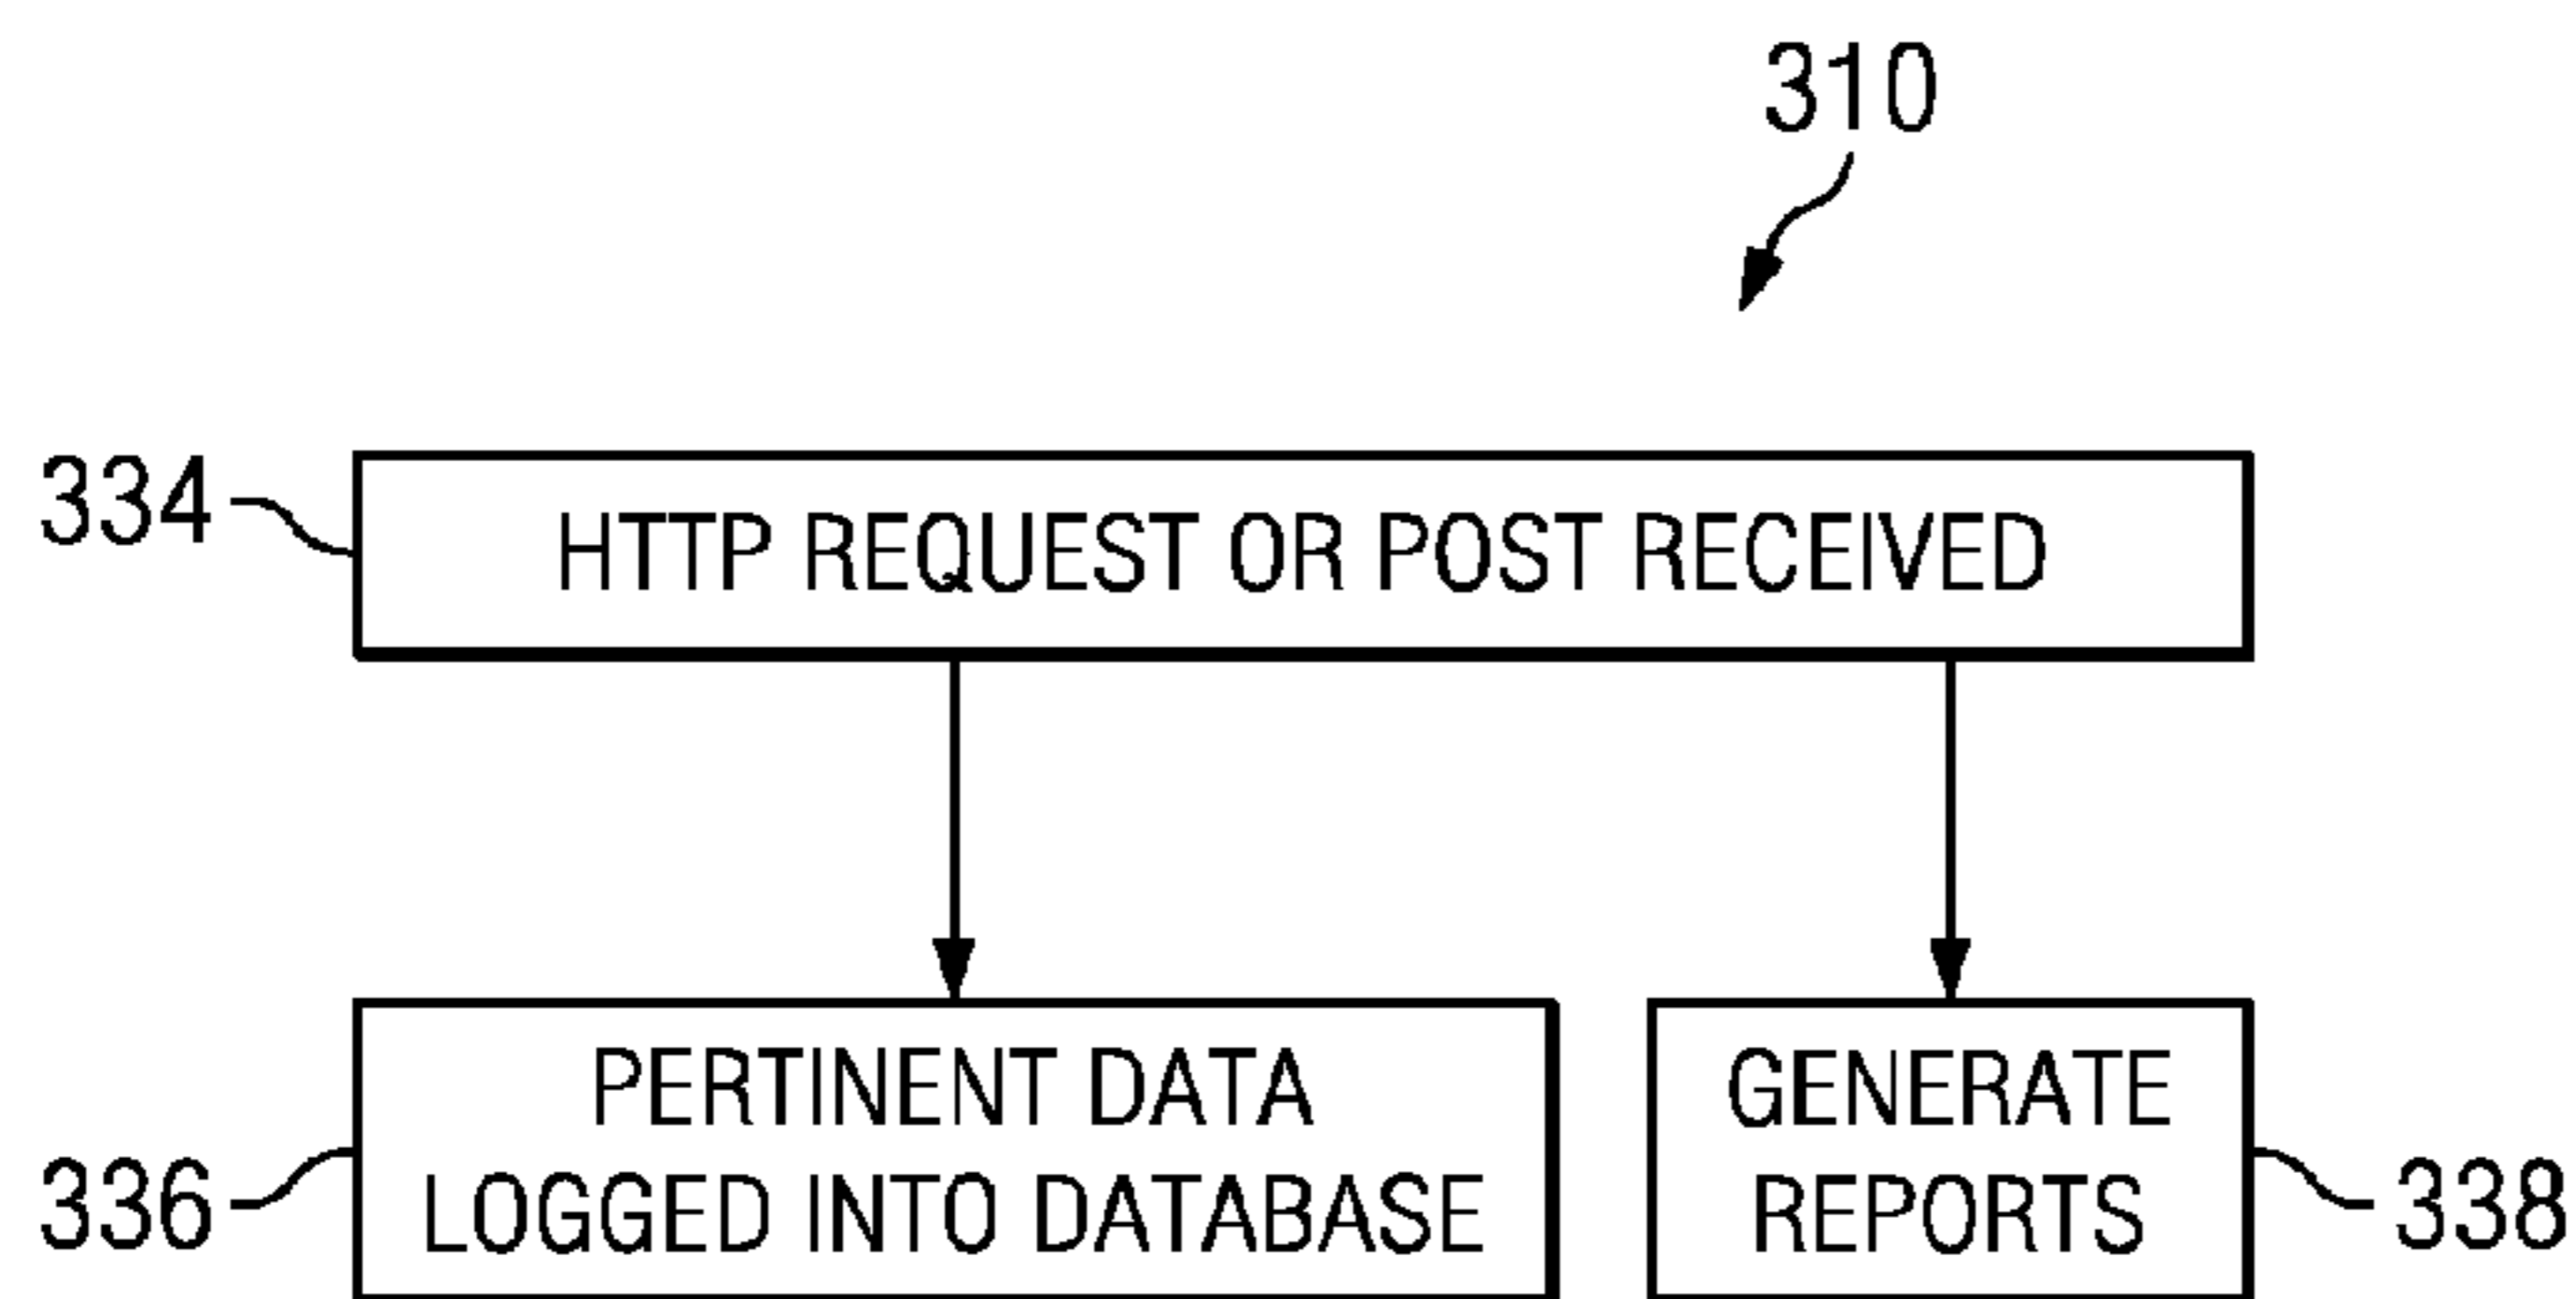 310
334
HTTP REQUEST OR POST RECEIVED
336
PERTINENT DATA
LOGGED INTO DATABASE
GENERATE
REPORTS
338